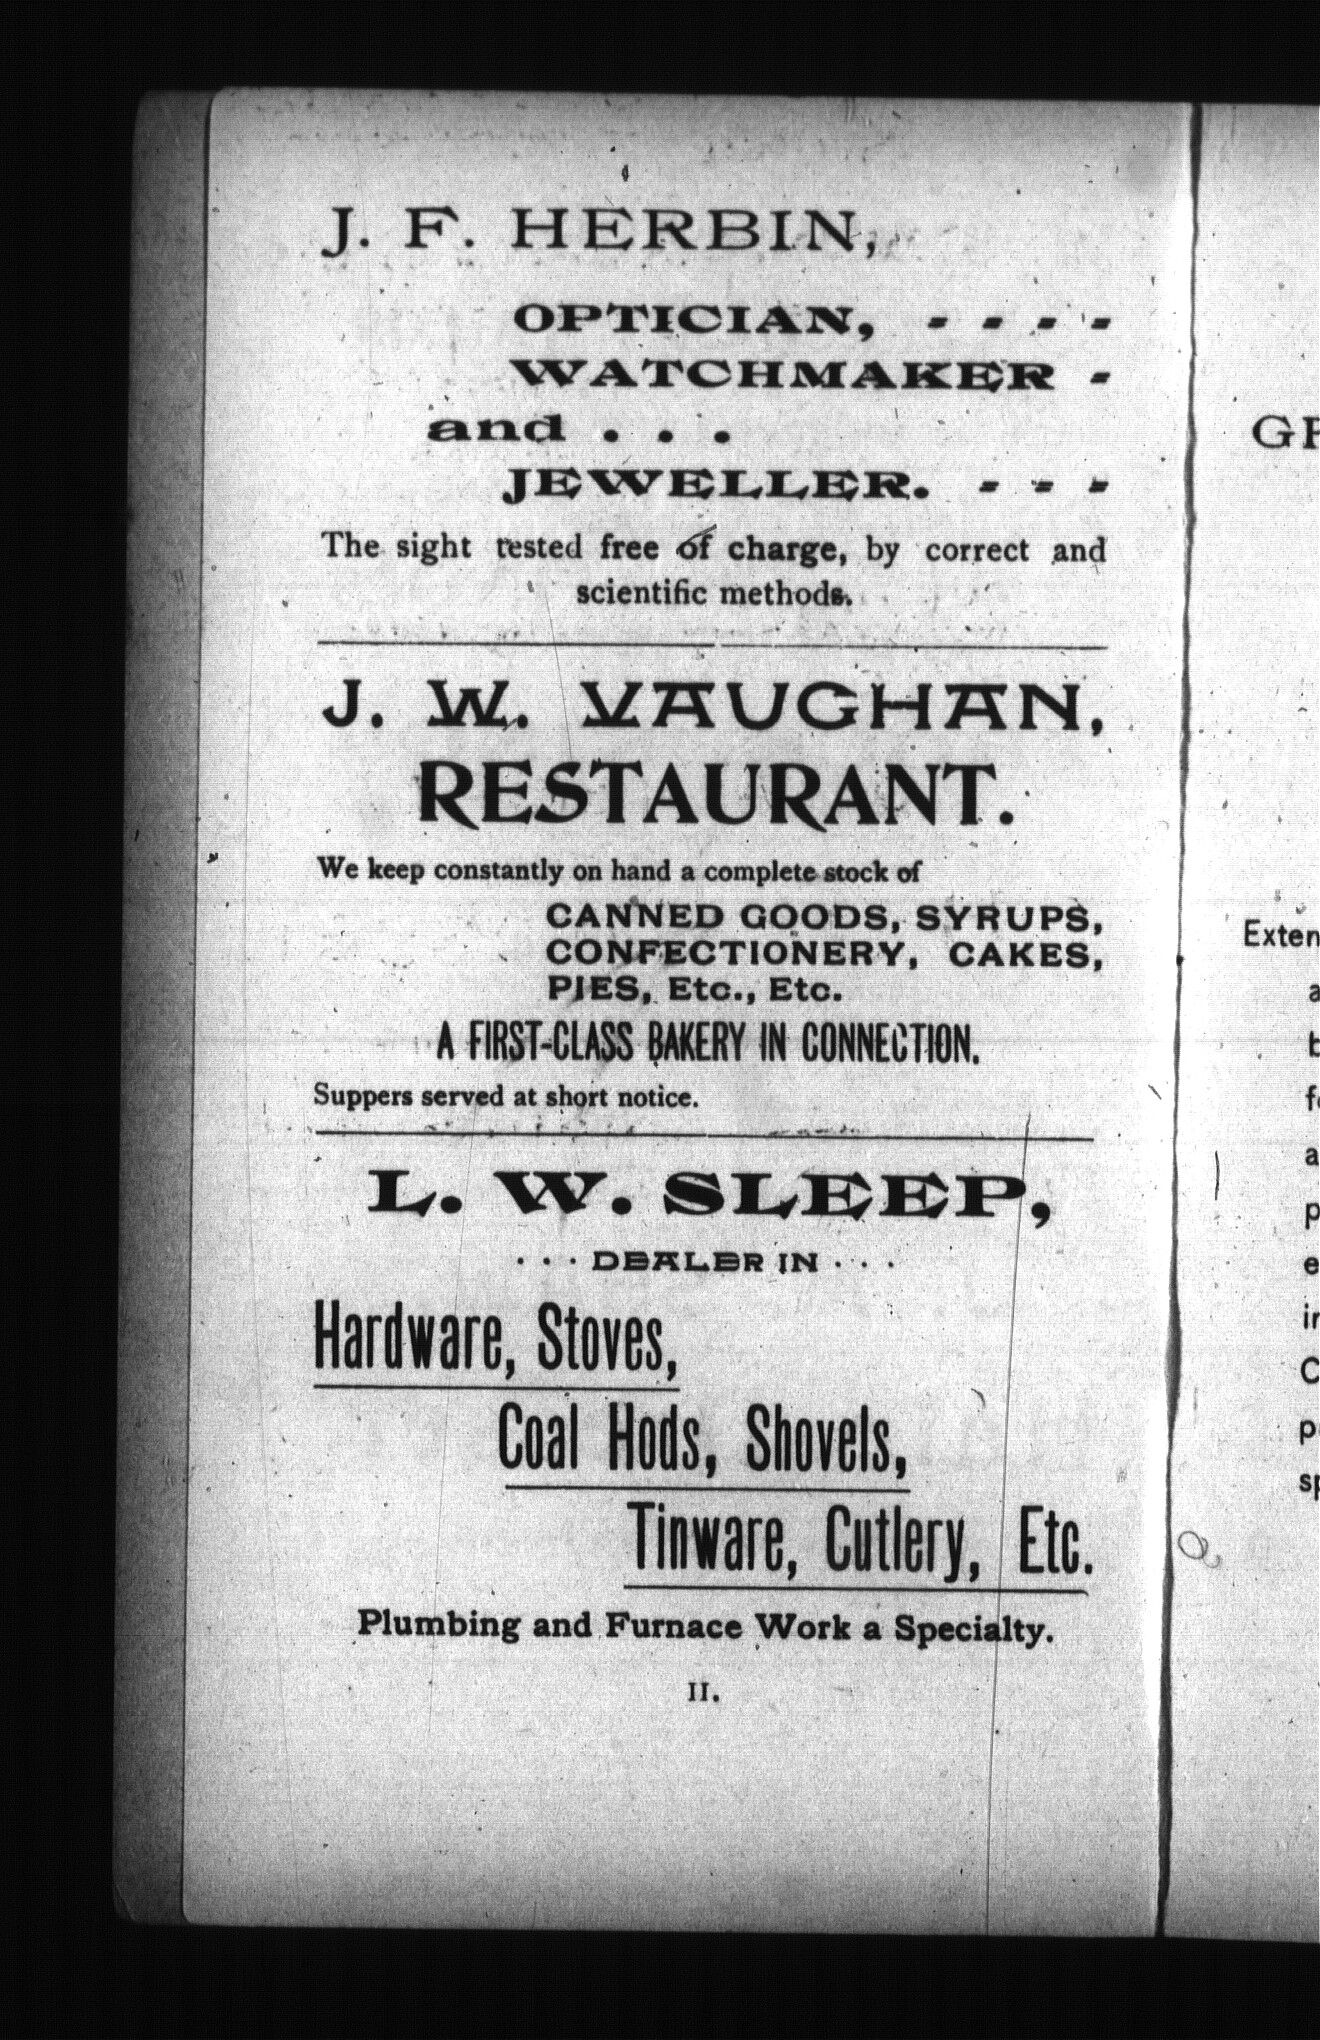 J. F. HERBIN,
OPTICIAN, - - - -
WATCHMAKER -
and . . .
JEWELLER. - - -
The sight tested free of charge, by correct and
scientific methods.
J. W. VAUGHAN,
RESTAURANT.
We keep constantly on hand a complete stock of
CANNED GOODS, SYRUPS,
CONFECTIONERY, CAKES,
PIES, Etc., Etc.
A FIRST-CLASS BAKERY IN CONNECTION.
Suppers served at short notice.
L. W. SLEEP,
· · · DEALER IN · · ·
Hardware, Stoves,
Coal Hods, Shovels,
Tinware, Cutlery, Etc.
Plumbing and Furnace Work a Specialty.
II.